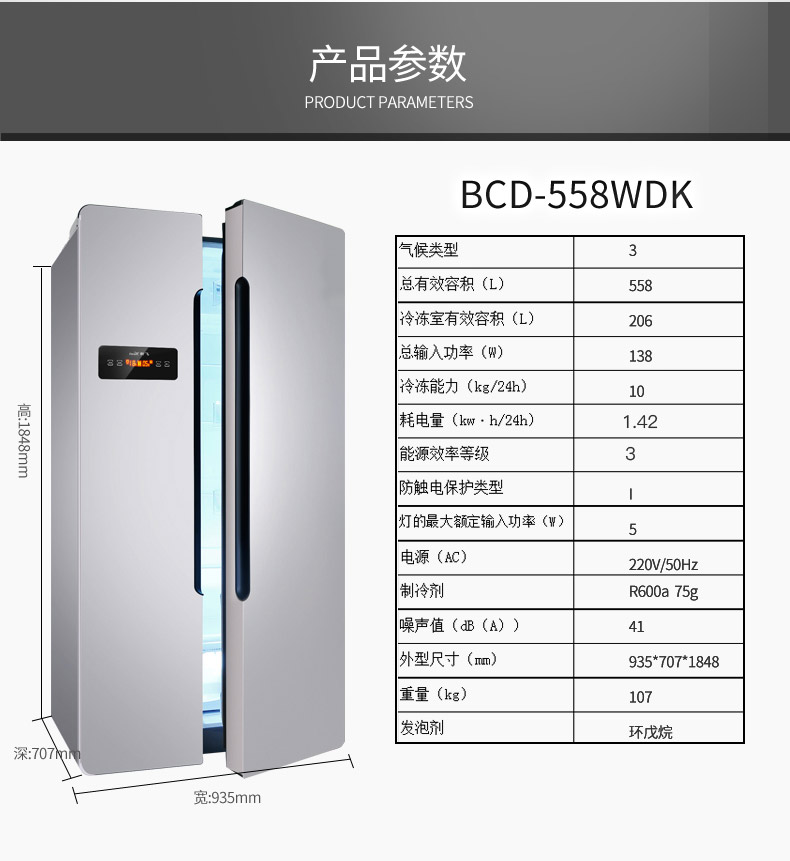 产品参数
PRODUCT PARAMETERS
BCD-558WDK
气候类型 3
总有效容积（L） 558
冷冻室有效容积（L） 206
总输入功率（W） 138
冷冻能力（kg/24h） 10
耗电量（kw·h/24h） 1.42
能源效率等级 3
防触电保护类型 I
灯的最大额定输入功率（W） 5
电源（AC） 220V/50Hz
制冷剂 R600a 75g
噪声值（dB（A）） 41
外型尺寸（mm） 935*707*1848
重量（kg） 107
发泡剂 环戊烷
高:1848mm
深:707mm
宽:935mm